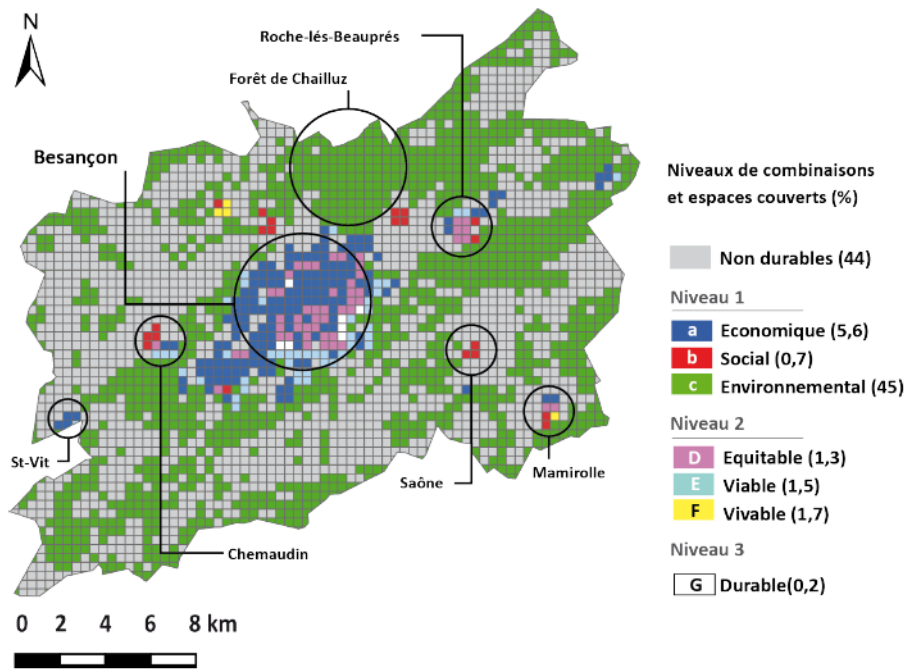 N
Roche-lés-Beauprés
Forêt de Chailluz
Besançon
St-Vit
Chemaudin
Saône
Mamirolle
0 2 4 6 8 km
Niveaux de combinaisons
et espaces couverts (%)
Non durables (44)
Niveau 1
a Economique (5,6)
b Social (0,7)
c Environnemental (45)
Niveau 2
D Equitable (1,3)
E Viable (1,5)
F Vivable (1,7)
Niveau 3
G Durable(0,2)